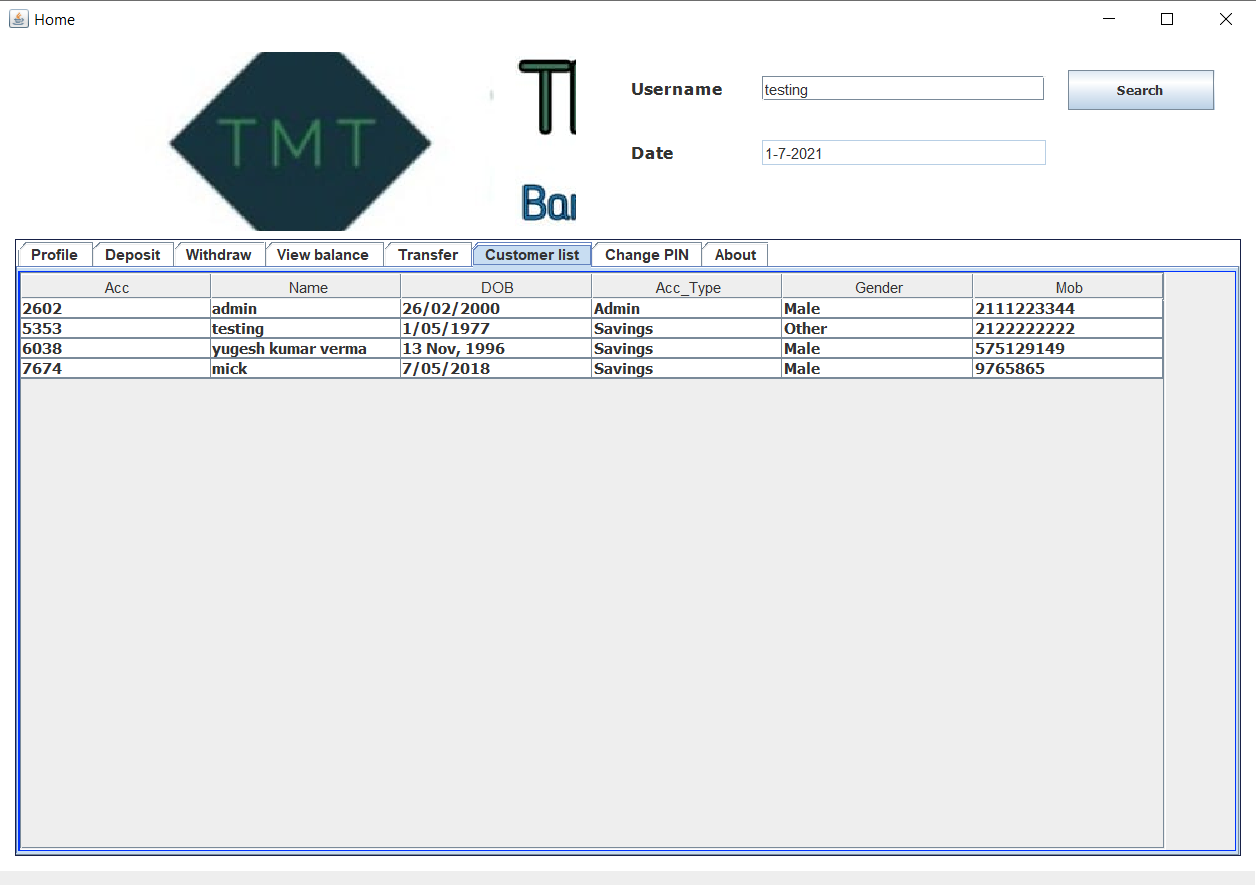 Home
TMT
Username testing Search
Date 1-7-2021
Profile Deposit Withdraw View balance Transfer Customer list Change PIN About
Acc Name DOB Acc_Type Gender Mob
2602 admin 26/02/2000 Admin Male 2111223344
5353 testing 1/05/1977 Savings Other 2122222222
6038 yugesh kumar verma 13 Nov, 1996 Savings Male 575129149
7674 mick 7/05/2018 Savings Male 9765865